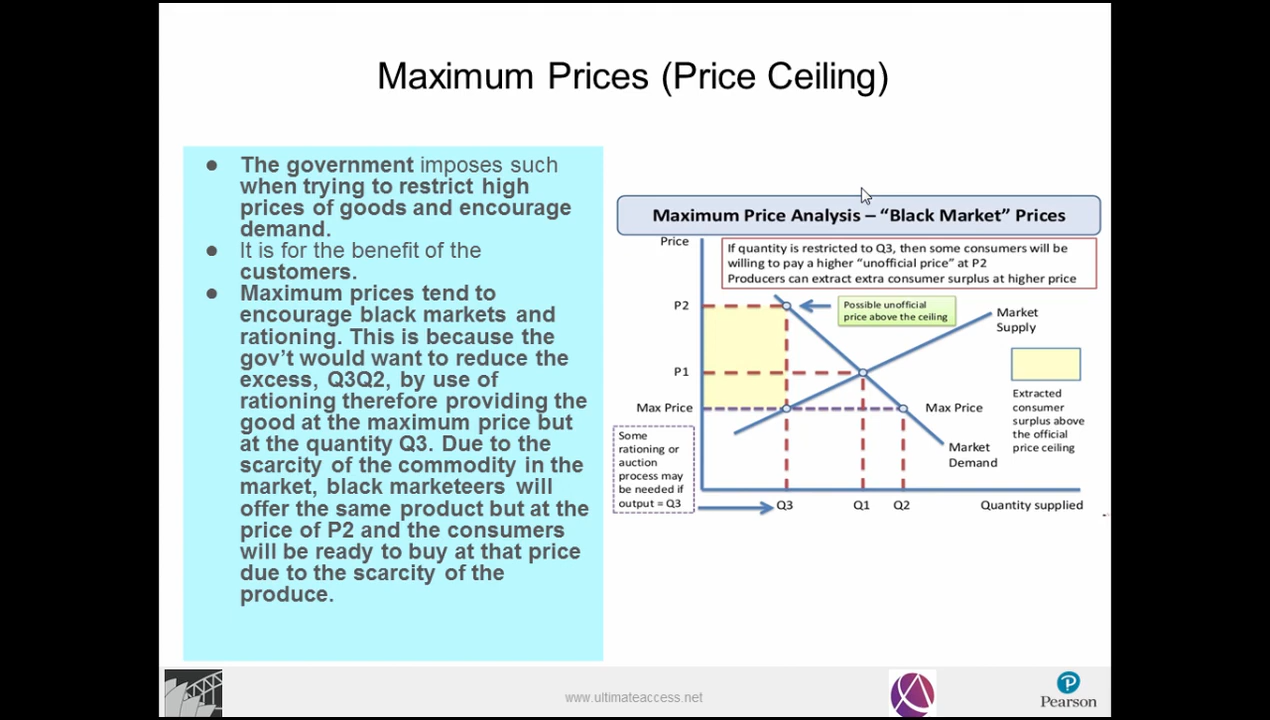 Maximum Prices (Price Ceiling)
● The government imposes such
when trying to restrict high
prices of goods and encourage
demand.
● It is for the benefit of the
customers.
● Maximum prices tend to
encourage black markets and
rationing. This is because the
gov't would want to reduce the
excess, Q3Q2, by use of
rationing therefore providing the
good at the maximum price but
at the quantity Q3. Due to the
scarcity of the commodity in the
market, black marketeers will
offer the same product but at the
price of P2 and the consumers
will be ready to buy at that price
due to the scarcity of the
produce.
Maximum Price Analysis – “Black Market” Prices
Price
If quantity is restricted to Q3, then some consumers will be
willing to pay a higher “unofficial price” at P2
Producers can extract extra consumer surplus at higher price
P2
Possible unofficial
price above the ceiling
Market
Supply
P1
Max Price
Max Price
Extracted
consumer
surplus above
the official
price ceiling
Market
Demand
Some
rationing or
auction
process may
be needed if
output = Q3
Q3
Q1
Q2
Quantity supplied
www.ultimateaccess.net
P
Pearson